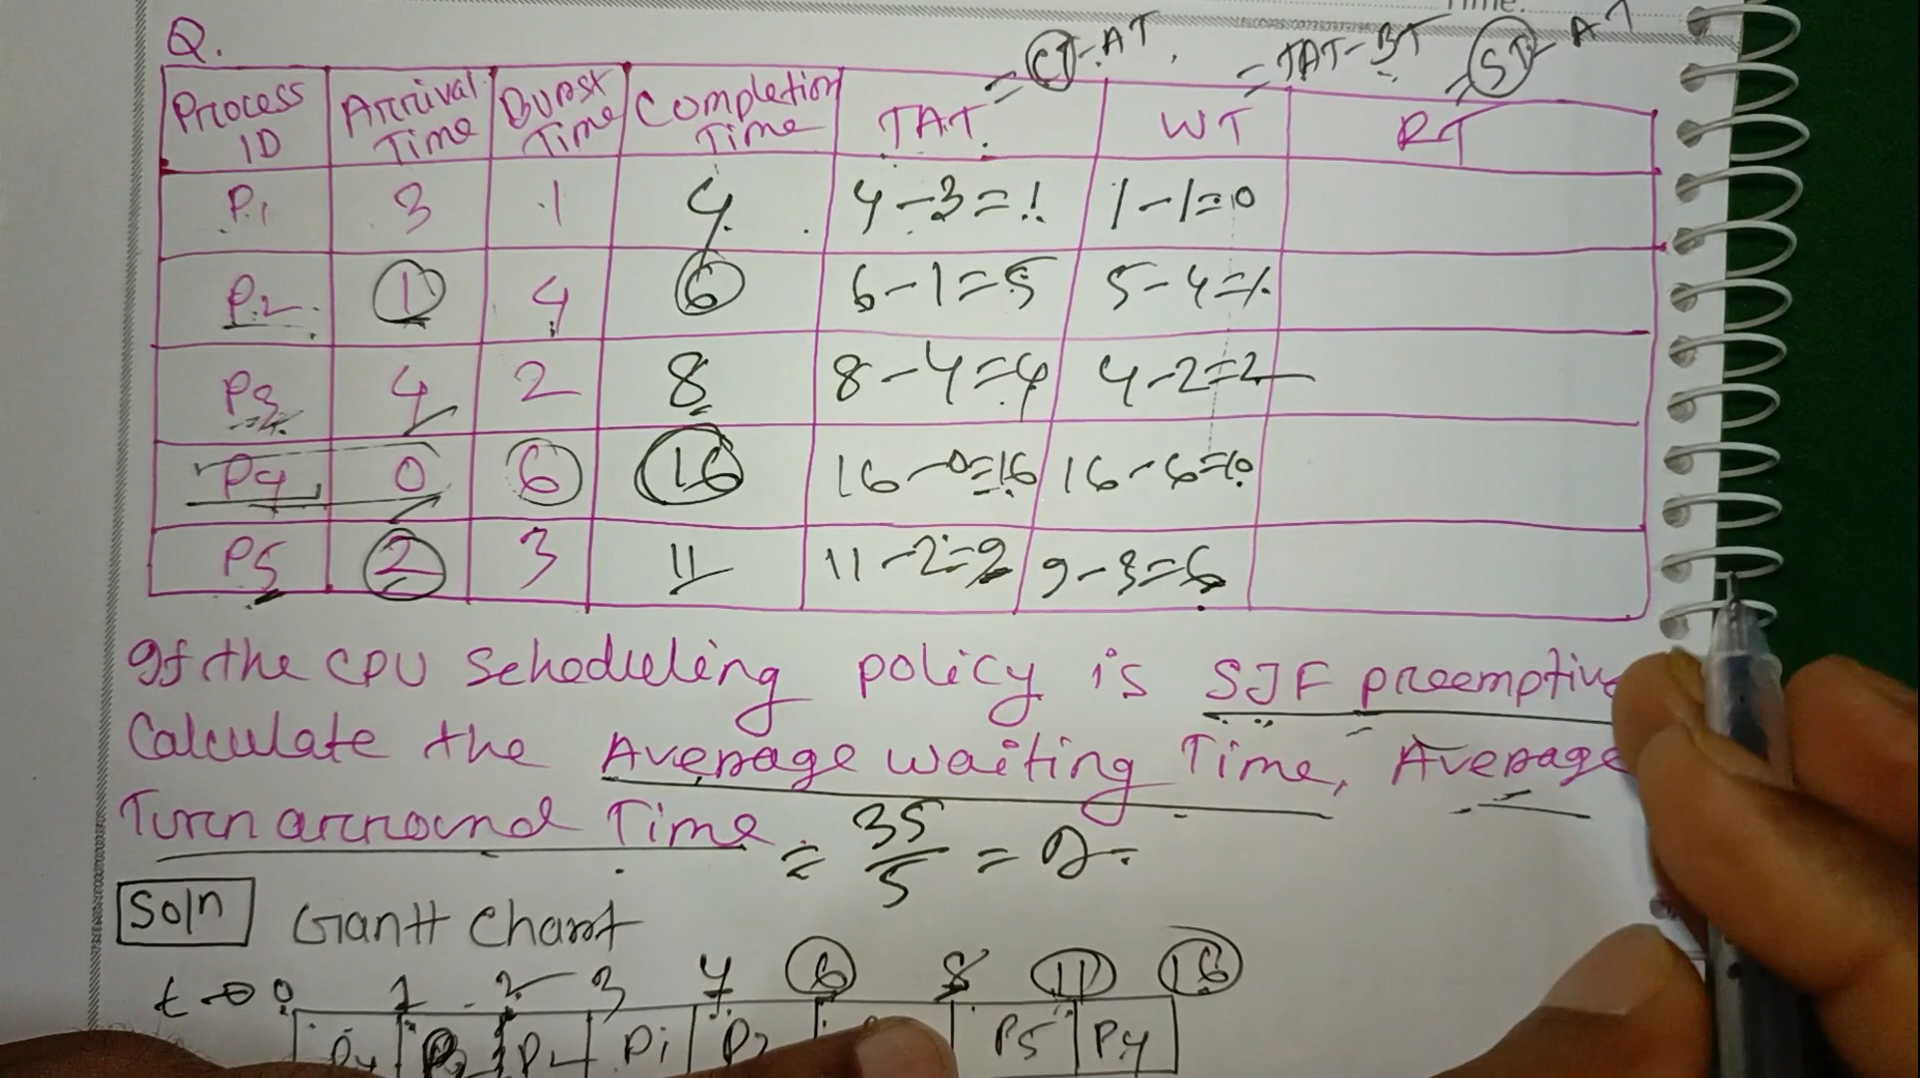 Time.
Q.
= CT-AT, = TAT-BT = ST-AT
Process ID Arrival Time Burst Time Completion Time TAT WT RT
P1 3 1 4 4-3=1 1-1=0
P2 1 4 6 6-1=5 5-4=1
P3 4 2 8 8-4=4 4-2=2
P4 0 6 16 16-0=16 16-6=10
P5 2 3 11 11-2=9 9-3=6
If the CPU Scheduling policy is SJF preemptive
Calculate the Average waiting Time, Average
Turn arround Time. = 35/5 =
Soln Gantt Chart
t→ 0 1 2 3 4 6 8 11 16
P4 P2 P2 P1 P2 P5 P4